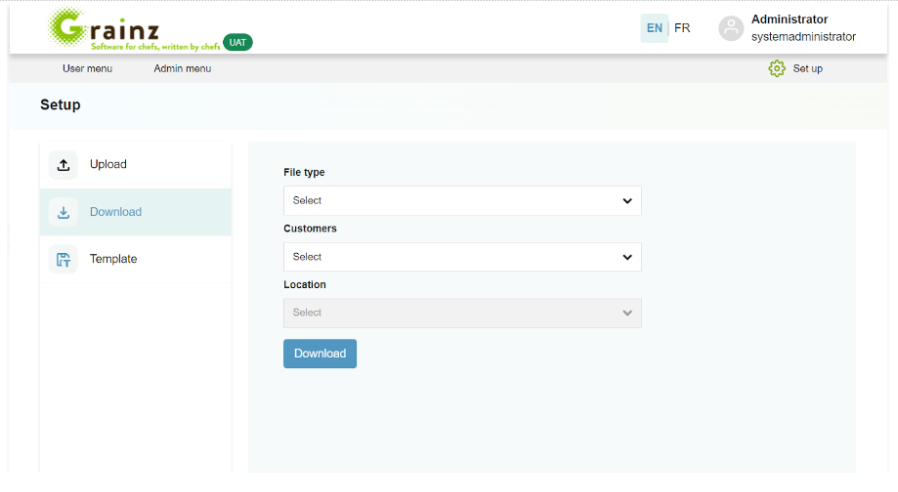 Grainz
Software for chefs, written by chefs
UAT
EN FR
Administrator
systemadministrator
User menu Admin menu Set up
Setup
Upload
Download
Template
File type
Select
Customers
Select
Location
Select
Download